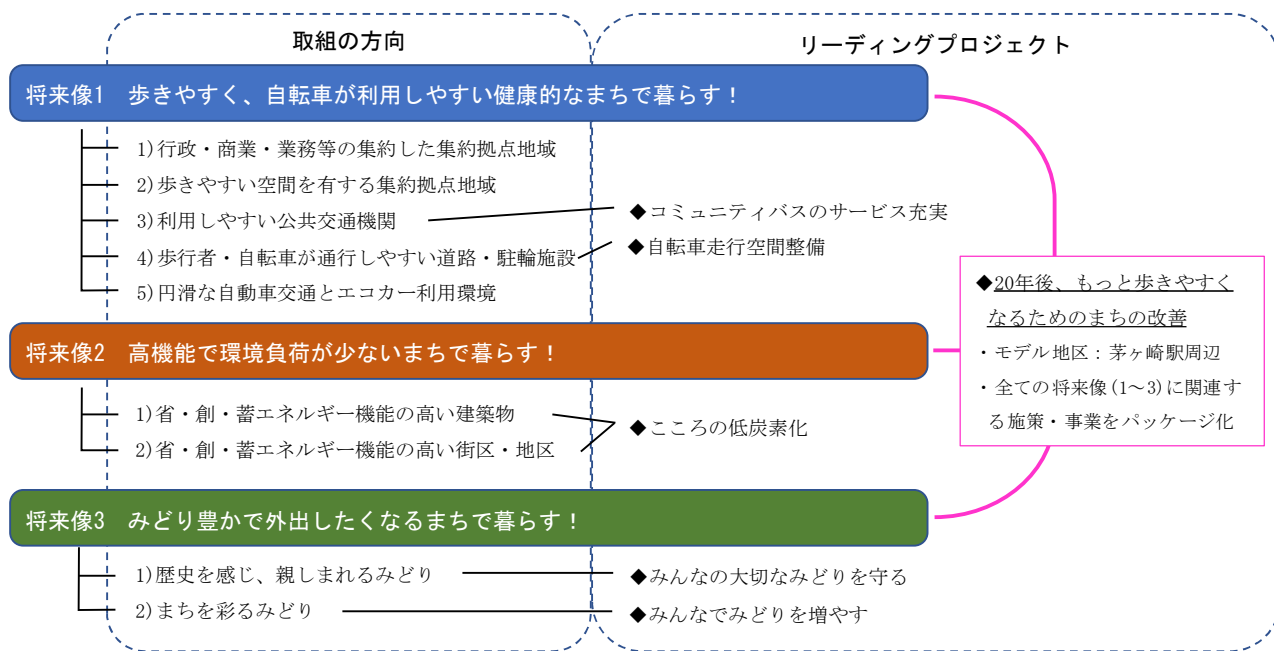 取組の方向
リーディングプロジェクト
将来像1　歩きやすく、自転車が利用しやすい健康的なまちで暮らす！
1)行政・商業・業務等の集約した集約拠点地域
2)歩きやすい空間を有する集約拠点地域
3)利用しやすい公共交通機関
◆コミュニティバスのサービス充実
4)歩行者・自転車が通行しやすい道路・駐輪施設
◆自転車走行空間整備
5)円滑な自動車交通とエコカー利用環境
将来像2　高機能で環境負荷が少ないまちで暮らす！
1)省・創・蓄エネルギー機能の高い建築物
2)省・創・蓄エネルギー機能の高い街区・地区
◆こころの低炭素化
将来像3　みどり豊かで外出したくなるまちで暮らす！
1)歴史を感じ、親しまれるみどり
◆みんなの大切なみどりを守る
2)まちを彩るみどり
◆みんなでみどりを増やす
◆20年後、もっと歩きやすく
なるためのまちの改善
・モデル地区：茅ヶ崎駅周辺
・全ての将来像(1～3)に関連す
る施策・事業をパッケージ化